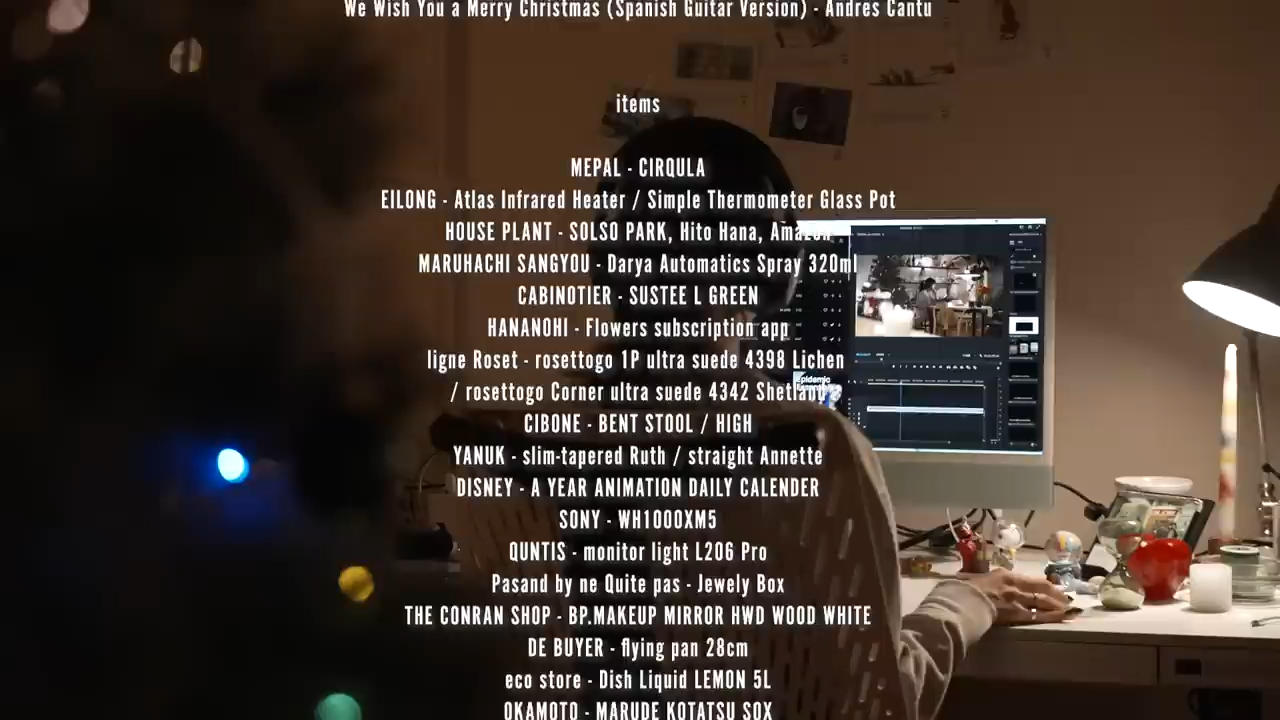 We Wish You a Merry Christmas (Spanish Guitar Version) - Andres Cantu
items
MEPAL - CIRQULA
EILONG - Atlas Infrared Heater / Simple Thermometer Glass Pot
HOUSE PLANT - SOLSO PARK, Hito Hana, Amazon
MARUHACHI SANGYOU - Darya Automatics Spray 320ml
CABINOTIER - SUSTEE L GREEN
HANANOHI - Flowers subscription app
ligne Roset - rosettogo 1P ultra suede 4398 Lichen
/ rosettogo Corner ultra suede 4342 Shetland
CIBONE - BENT STOOL / HIGH
YANUK - slim-tapered Ruth / straight Annette
DISNEY - A YEAR ANIMATION DAILY CALENDER
SONY - WH1000XM5
QUNTIS - monitor light L206 Pro
Pasand by ne Quite pas - Jewely Box
THE CONRAN SHOP - BP.MAKEUP MIRROR HWD WOOD WHITE
DE BUYER - flying pan 28cm
eco store - Dish Liquid LEMON 5L
OKAMOTO - MARUDE KOTATSU SOX
Epidemic